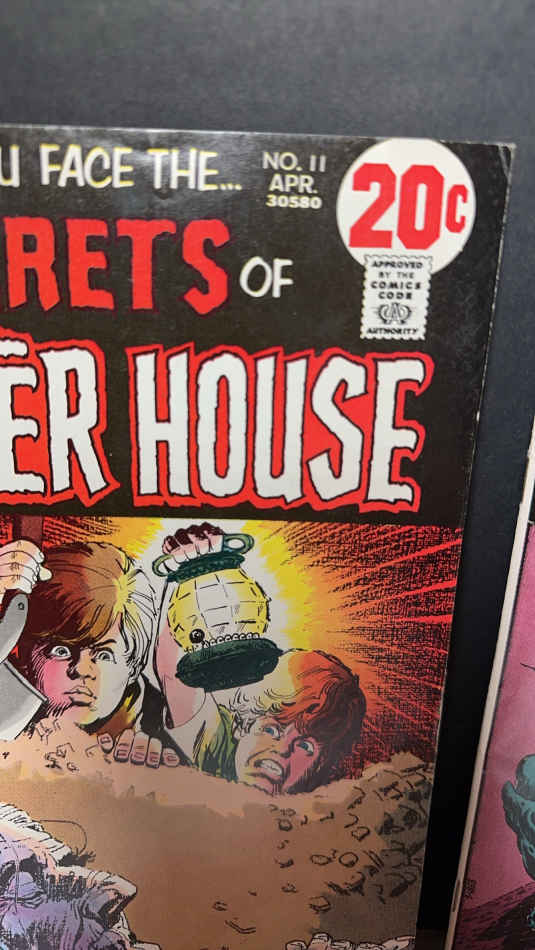 U FACE THE...
NO. 11
APR.
30580
20¢
APPROVED
BY THE
COMICS
CODE
AUTHORITY
RETS OF
ER HOUSE